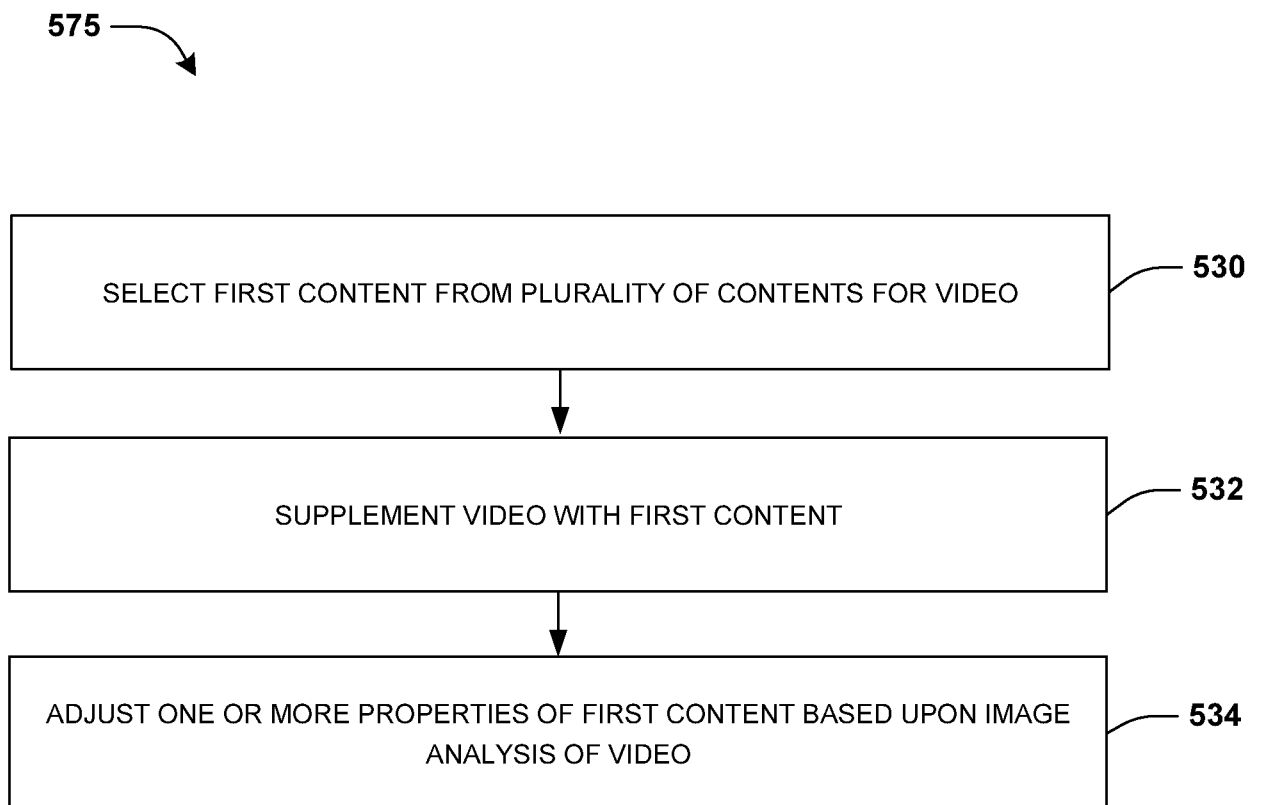 575
SELECT FIRST CONTENT FROM PLURALITY OF CONTENTS FOR VIDEO
530
SUPPLEMENT VIDEO WITH FIRST CONTENT
532
ADJUST ONE OR MORE PROPERTIES OF FIRST CONTENT BASED UPON IMAGE
ANALYSIS OF VIDEO
534